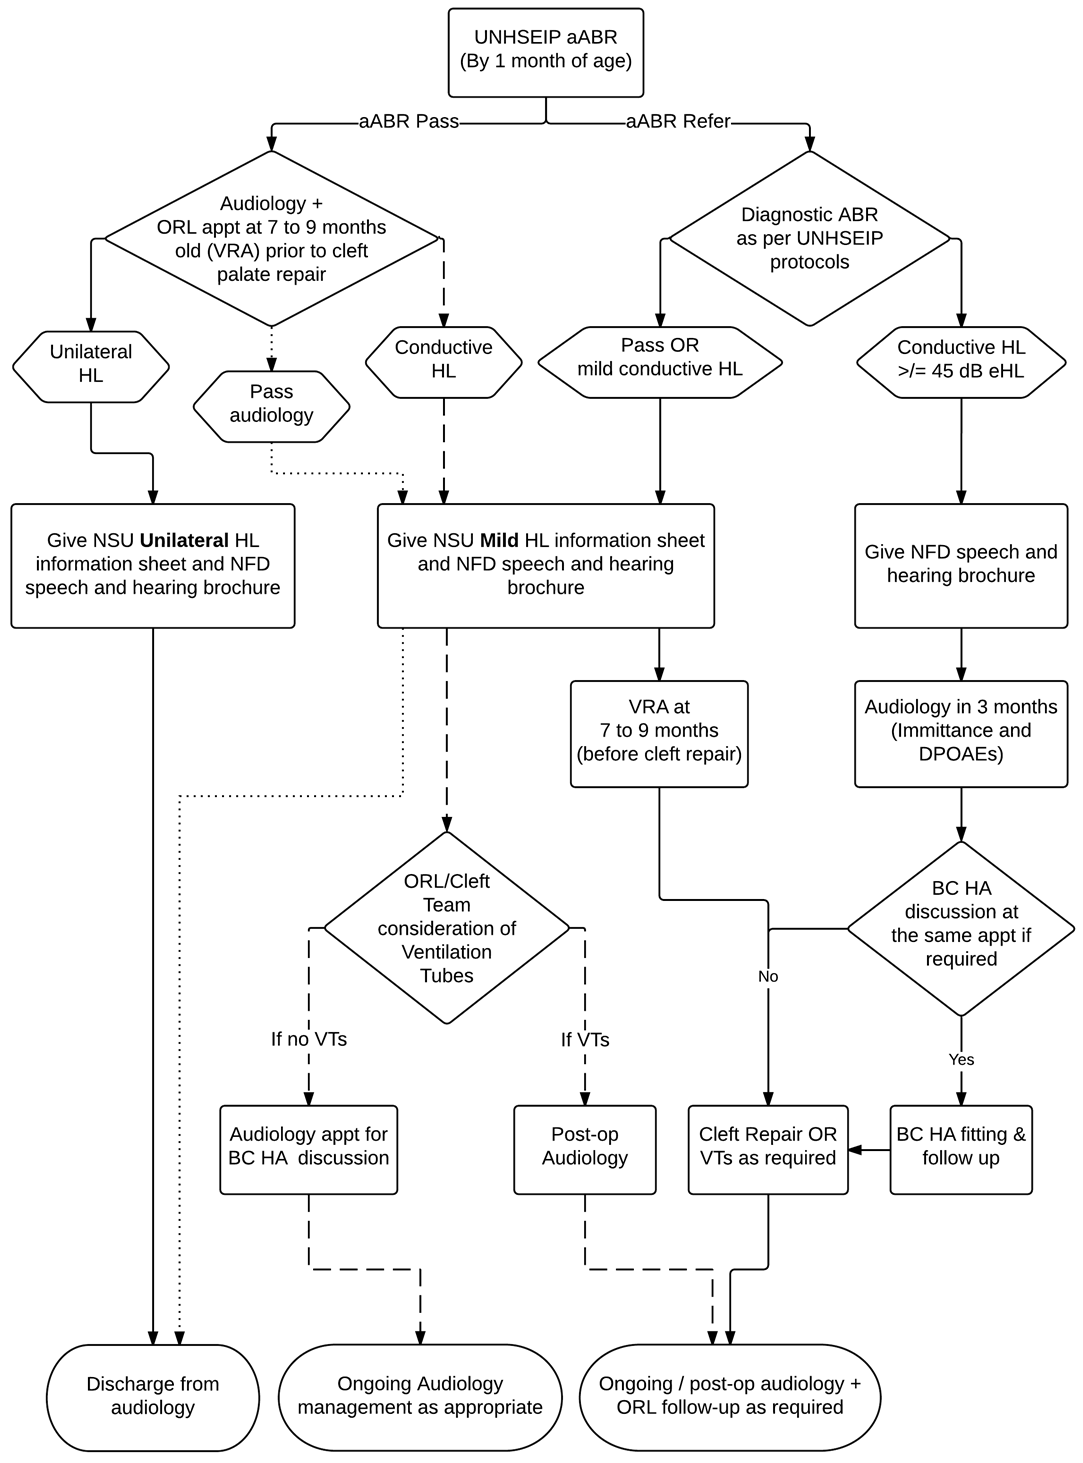 UNHSEIP aABR
(By 1 month of age)
aABR Pass
aABR Refer
Audiology +
ORL appt at 7 to 9 months
old (VRA) prior to cleft
palate repair
Diagnostic ABR
as per UNHSEIP
protocols
Unilateral
HL
Pass
audiology
Conductive
HL
Pass OR
mild conductive HL
Conductive HL
>/= 45 dB eHL
Give NSU Unilateral HL
information sheet and NFD
speech and hearing brochure
Give NSU Mild HL information sheet
and NFD speech and hearing
brochure
Give NFD speech and
hearing brochure
VRA at
7 to 9 months
(before cleft repair)
Audiology in 3 months
(Immittance and
DPOAEs)
ORL/Cleft
Team
consideration of
Ventilation
Tubes
BC HA
discussion at
the same appt if
required
No
If no VTs
If VTs
Yes
Audiology appt for
BC HA discussion
Post-op
Audiology
Cleft Repair OR
VTs as required
BC HA fitting &
follow up
Discharge from
audiology
Ongoing Audiology
management as appropriate
Ongoing / post-op audiology +
ORL follow-up as required